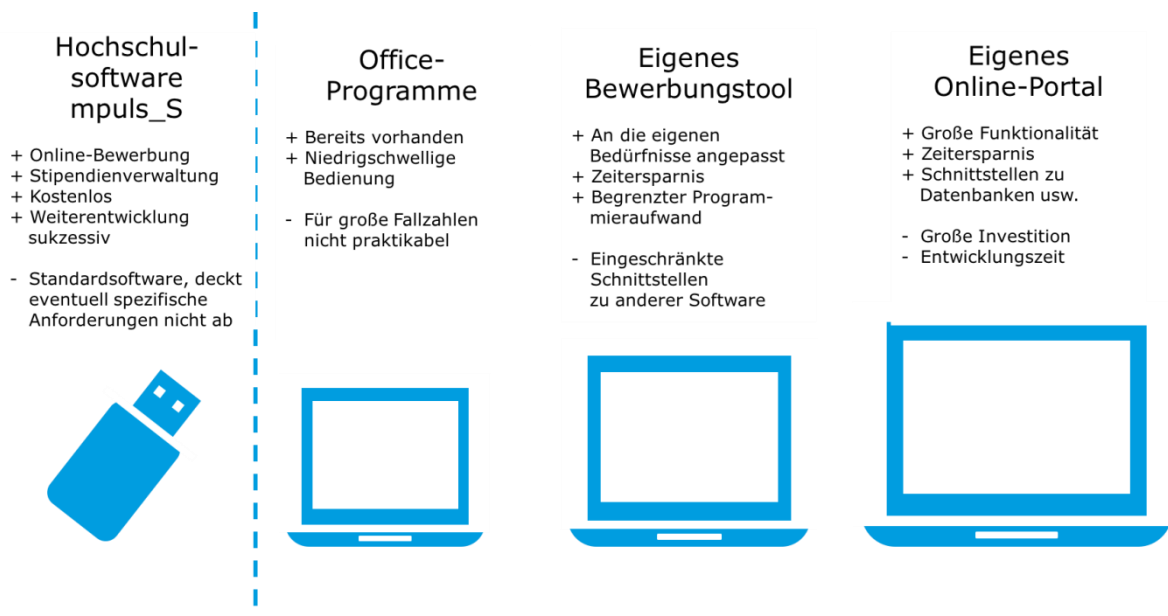 Hochschul-
software
mpuls_S
+ Online-Bewerbung
+ Stipendienverwaltung
+ Kostenlos
+ Weiterentwicklung
sukzessiv
- Standardsoftware, deckt
eventuell spezifische
Anforderungen nicht ab
Office-
Programme
+ Bereits vorhanden
+ Niedrigschwellige
Bedienung
- Für große Fallzahlen
nicht praktikabel
Eigenes
Bewerbungstool
+ An die eigenen
Bedürfnisse angepasst
+ Zeitersparnis
+ Begrenzter Program-
mieraufwand
- Eingeschränkte
Schnittstellen
zu anderer Software
Eigenes
Online-Portal
+ Große Funktionalität
+ Zeitersparnis
+ Schnittstellen zu
Datenbanken usw.
- Große Investition
- Entwicklungszeit